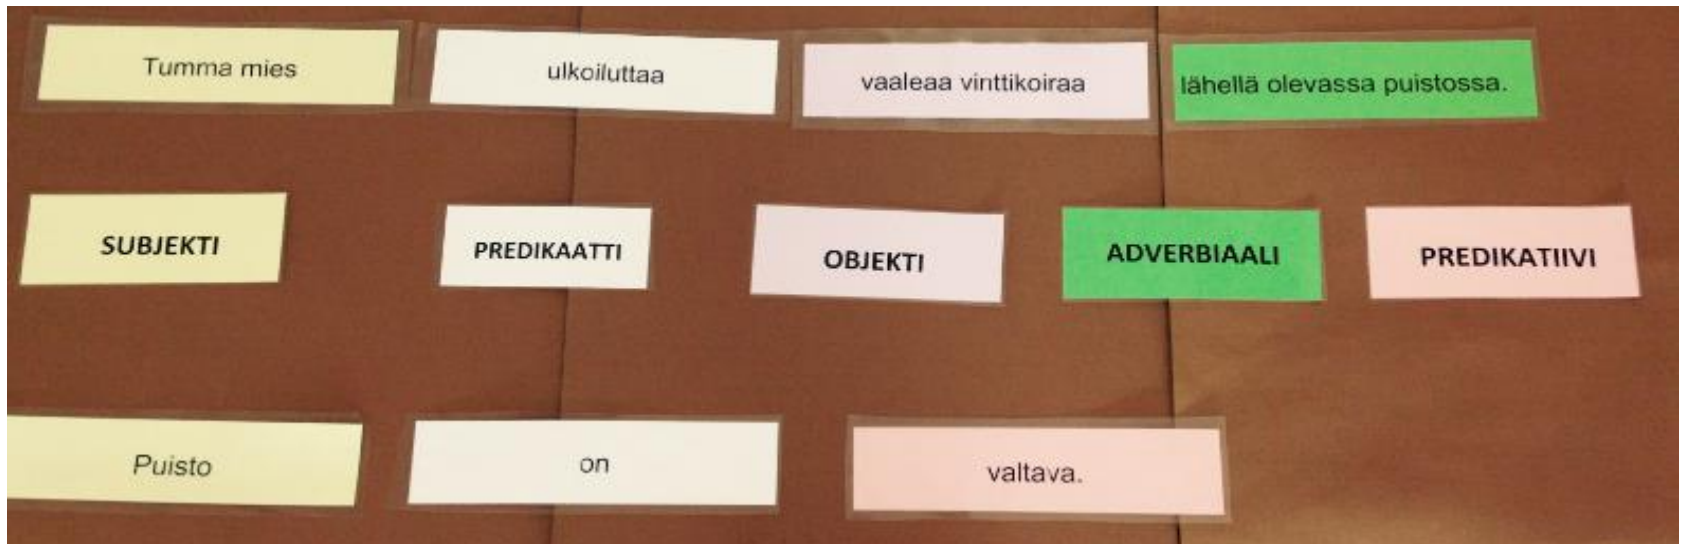 Tumma mies ulkoiluttaa vaaleaa vinttikoiraa lähellä olevassa puistossa.
SUBJEKTI PREDIKAATTI OBJEKTI ADVERBIAALI PREDIKATIIVI
Puisto on valtava.